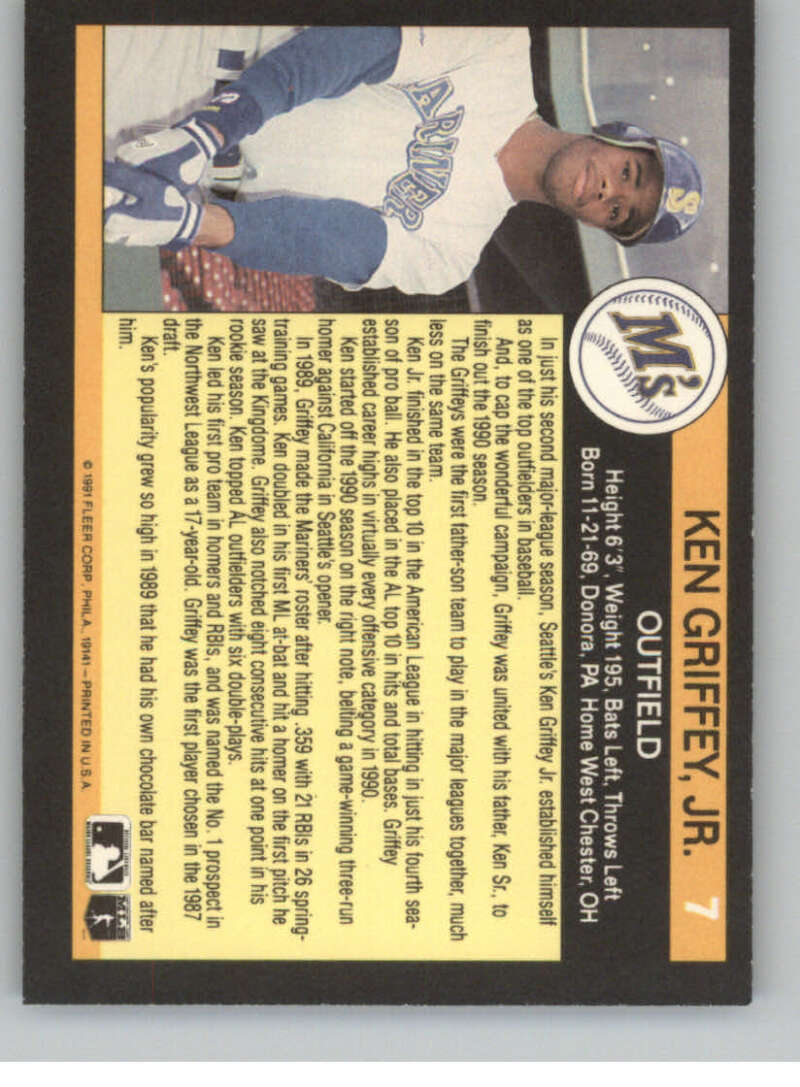 KEN GRIFFEY, JR. 7
OUTFIELD
Height 6'3", Weight 195, Bats Left, Throws Left
Born 11-21-69, Donora, PA Home West Chester, OH
M's
S
ARINER
In just his second major-league season, Seattle's Ken Griffey Jr. established himself
as one of the top outfielders in baseball.
And, to cap the wonderful campaign, Griffey was united with his father, Ken Sr., to
finish out the 1990 season.
The Griffeys were the first father-son team to play in the major leagues together, much
less on the same team.
Ken Jr. finished in the top 10 in the American League in hitting in just his fourth sea-
son of pro ball. He also placed in the AL top 10 in hits and total bases. Griffey
established career highs in virtually every offensive category in 1990.
Ken started off the 1990 season on the right note, belting a game-winning three-run
homer against California in Seattle's opener.
In 1989, Griffey made the Mariners' roster after hitting .359 with 21 RBIs in 26 spring-
training games. Ken doubled in his first ML at-bat and hit a homer on the first pitch he
saw at the Kingdome. Griffey also notched eight consecutive hits at one point in his
rookie season. Ken topped AL outfielders with six double-plays.
Ken led his first pro team in homers and RBIs, and was named the No. 1 prospect in
the Northwest League as a 17-year-old. Griffey was the first player chosen in the 1987
draft.
Ken's popularity grew so high in 1989 that he had his own chocolate bar named after
him.
© 1991 FLEER CORP., PHILA., 19141 – PRINTED IN U.S.A.